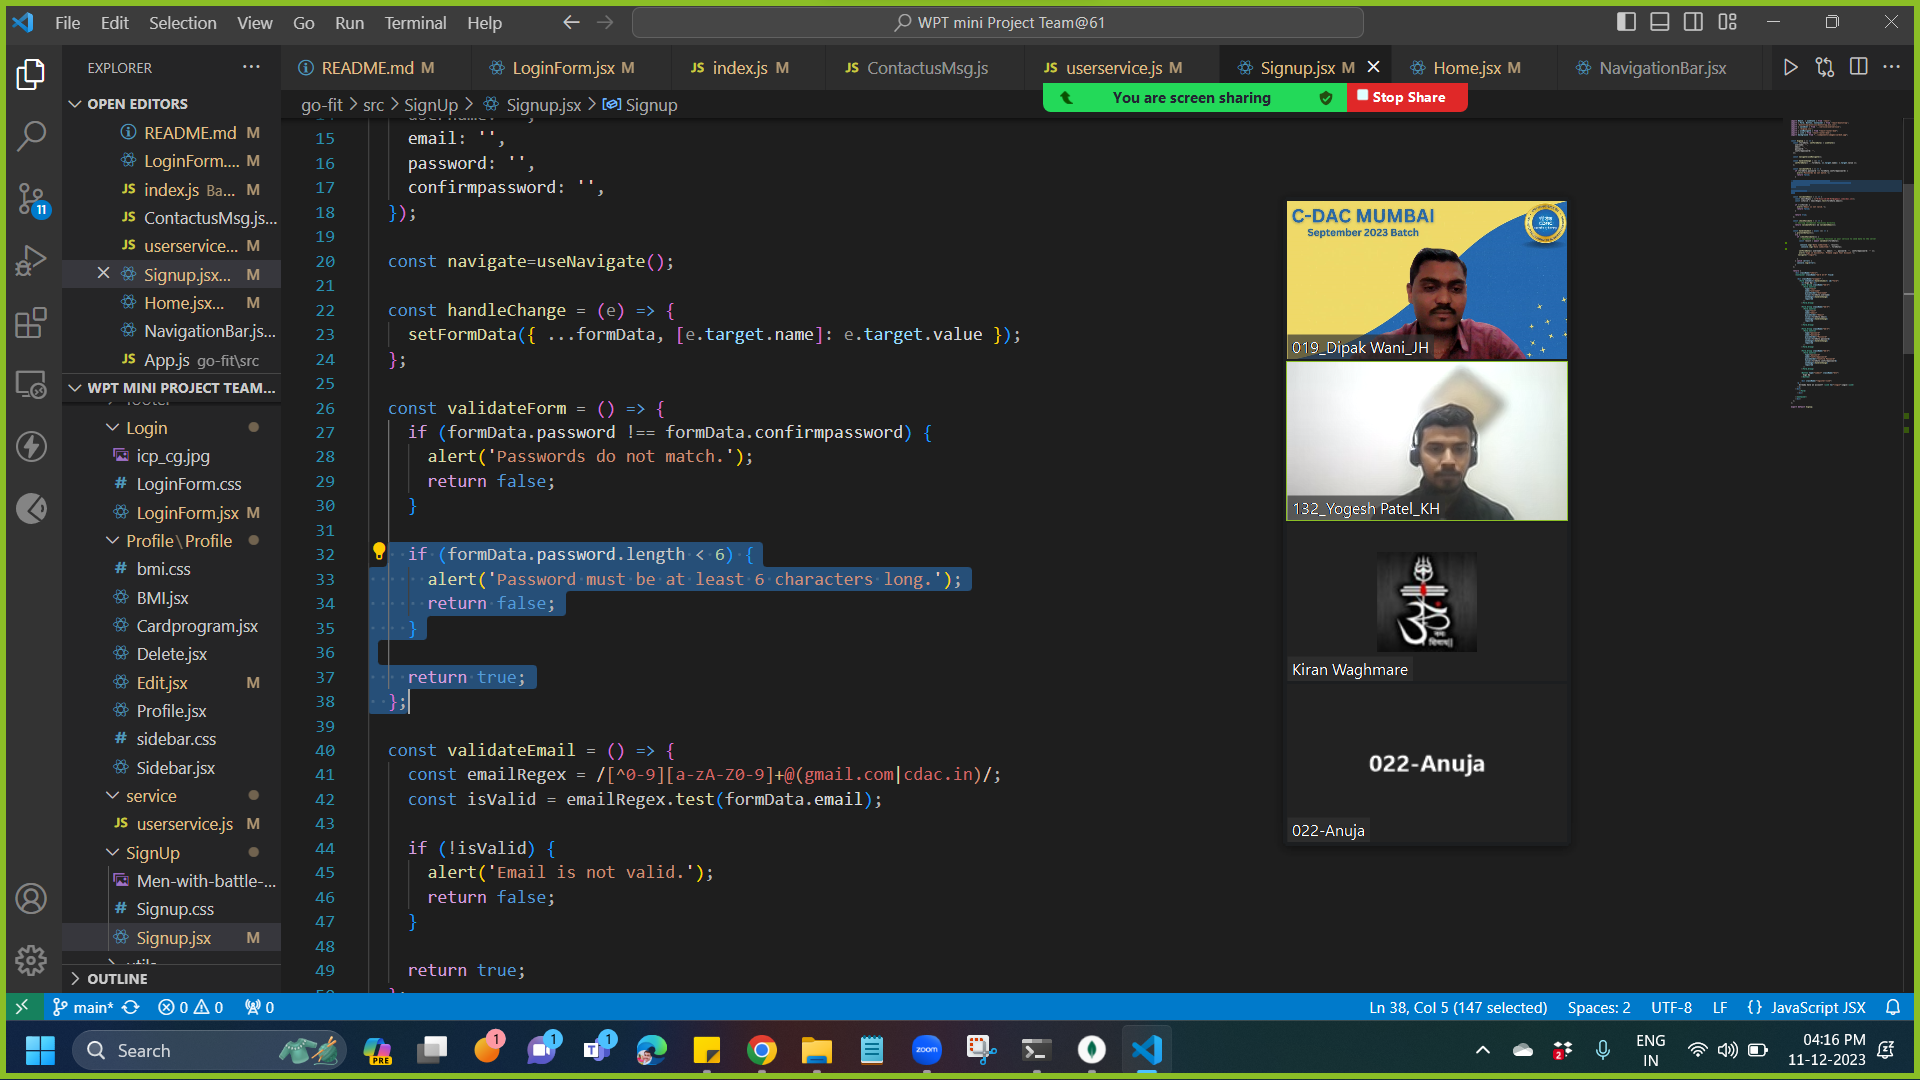 File Edit Selection View Go Run Terminal Help
WPT mini Project Team@61
EXPLORER
README.md M
LoginForm.jsx M
JS index.js M
JS ContactusMsg.js
JS userservice.js M
Signup.jsx M
Home.jsx M
NavigationBar.jsx
go-fit > src > SignUp > Signup.jsx > Signup
You are screen sharing
Stop Share
OPEN EDITORS
README.md M
LoginForm.... M
JS index.js Ba... M
JS ContactusMsg.js...
JS userservice... M
Signup.jsx... M
Home.jsx... M
NavigationBar.js...
JS App.js go-fit\src
WPT MINI PROJECT TEAM...
Login
icp_cg.jpg
# LoginForm.css
LoginForm.jsx M
Profile\Profile
# bmi.css
BMI.jsx
Cardprogram.jsx
Delete.jsx
Edit.jsx M
Profile.jsx
# sidebar.css
Sidebar.jsx
service
JS userservice.js M
SignUp
Men-with-battle-...
# Signup.css
Signup.jsx M
OUTLINE
11
15 email: '',
16 password: '',
17 confirmpassword: '',
18 });
19
20 const navigate=useNavigate();
21
22 const handleChange = (e) => {
23 setFormData({ ...formData, [e.target.name]: e.target.value });
24 };
25
26 const validateForm = () => {
27 if (formData.password !== formData.confirmpassword) {
28 alert('Passwords do not match.');
29 return false;
30 }
31
32 if (formData.password.length < 6) {
33 alert('Password must be at least 6 characters long.');
34 return false;
35 }
36
37 return true;
38 };
39
40 const validateEmail = () => {
41 const emailRegex = /[^0-9][a-zA-Z0-9]+@(gmail.com|cdac.in)/;
42 const isValid = emailRegex.test(formData.email);
43
44 if (!isValid) {
45 alert('Email is not valid.');
46 return false;
47 }
48
49 return true;
C-DAC MUMBAI
September 2023 Batch
019_Dipak Wani_JH
132_Yogesh Patel_KH
Kiran Waghmare
022-Anuja
022-Anuja
main* 0 0 0
Ln 38, Col 5 (147 selected) Spaces: 2 UTF-8 LF {} JavaScript JSX
Search
PRE
1
1
1
zoom
2
ENG
IN
04:16 PM
11-12-2023